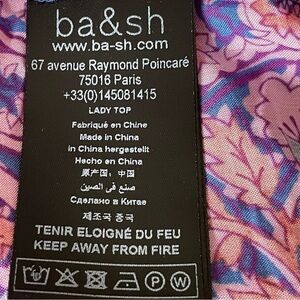 ba&sh
www.ba-sh.com
67 avenue Raymond Poincaré
75016 Paris
+33(0)145081415
LADY TOP
Fabriqué en Chine
Made in China
in China hergestellt
Hecho en China
原产国: 中国
صنع في الصين
Сделано в Китае
제조국 중국
TENIR ELOIGNÉ DU FEU
KEEP AWAY FROM FIRE
P W